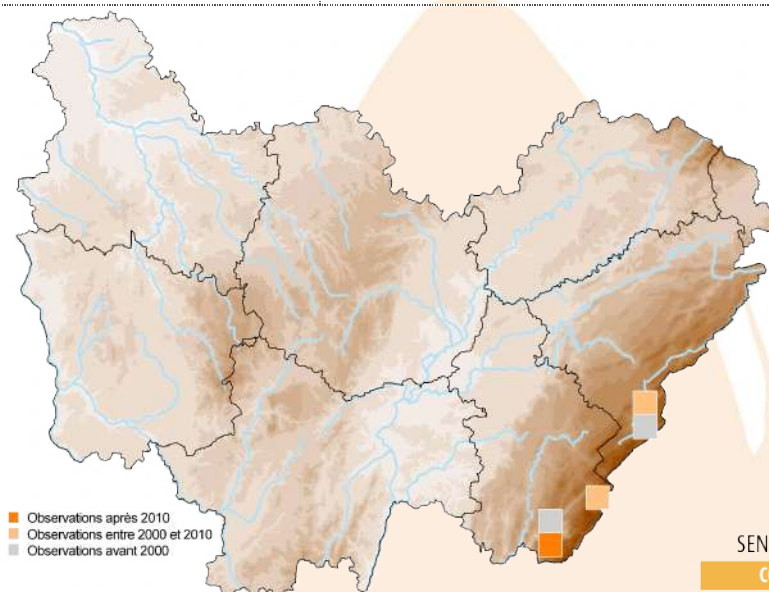 Observations après 2010
Observations entre 2000 et 2010
Observations avant 2000
SEN
C